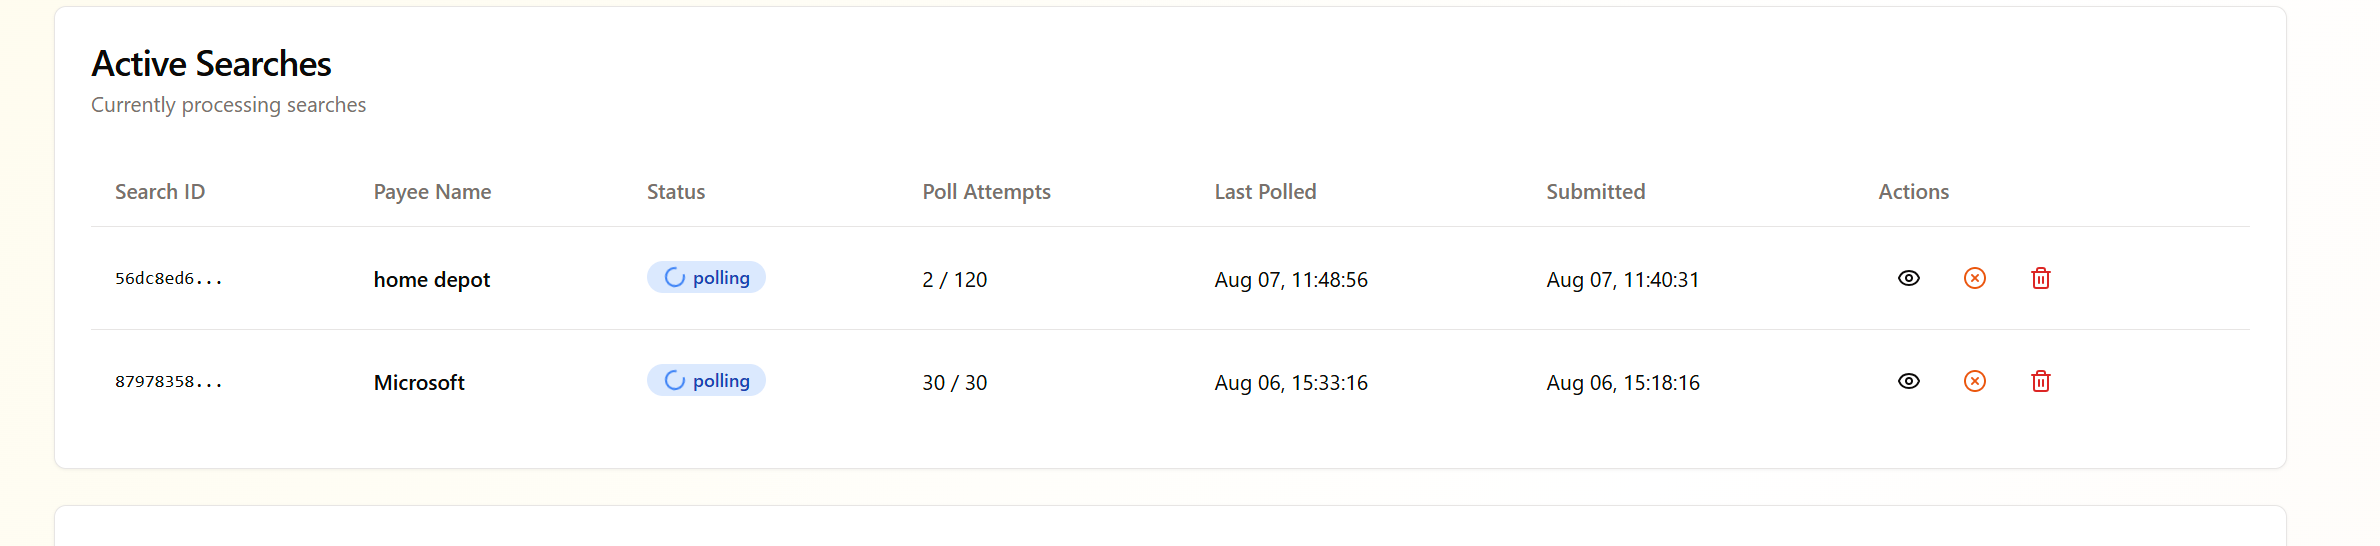 Active Searches
Currently processing searches
Search ID Payee Name Status Poll Attempts Last Polled Submitted Actions
56dc8ed6... home depot polling 2 / 120 Aug 07, 11:48:56 Aug 07, 11:40:31
87978358... Microsoft polling 30 / 30 Aug 06, 15:33:16 Aug 06, 15:18:16